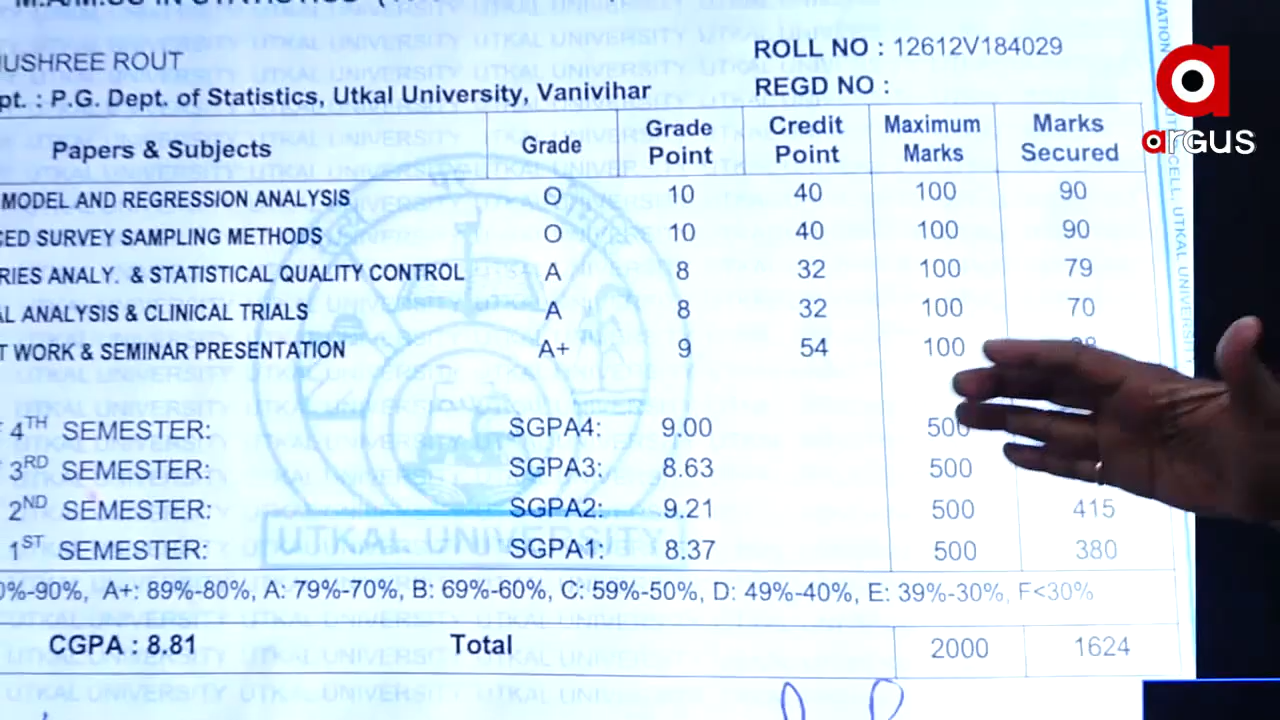 M.A./M.SC IN STATISTICS
USHREE ROUT
ROLL NO : 12612V184029
pt. : P.G. Dept. of Statistics, Utkal University, Vanivihar
REGD NO :
Papers & Subjects Grade Grade Point Credit Point Maximum Marks Marks Secured
MODEL AND REGRESSION ANALYSIS O 10 40 100 90
CED SURVEY SAMPLING METHODS O 10 40 100 90
RIES ANALY. & STATISTICAL QUALITY CONTROL A 8 32 100 79
AL ANALYSIS & CLINICAL TRIALS A 8 32 100 70
T WORK & SEMINAR PRESENTATION A+ 9 54 100
4TH SEMESTER: SGPA4: 9.00 500
3RD SEMESTER: SGPA3: 8.63 500
2ND SEMESTER: SGPA2: 9.21 500 415
1ST SEMESTER: SGPA1: 8.37 500 380
UTKAL UNIVERSITY
0%-90%, A+: 89%-80%, A: 79%-70%, B: 69%-60%, C: 59%-50%, D: 49%-40%, E: 39%-30%, F<30%
CGPA : 8.81 Total 2000 1624
argus